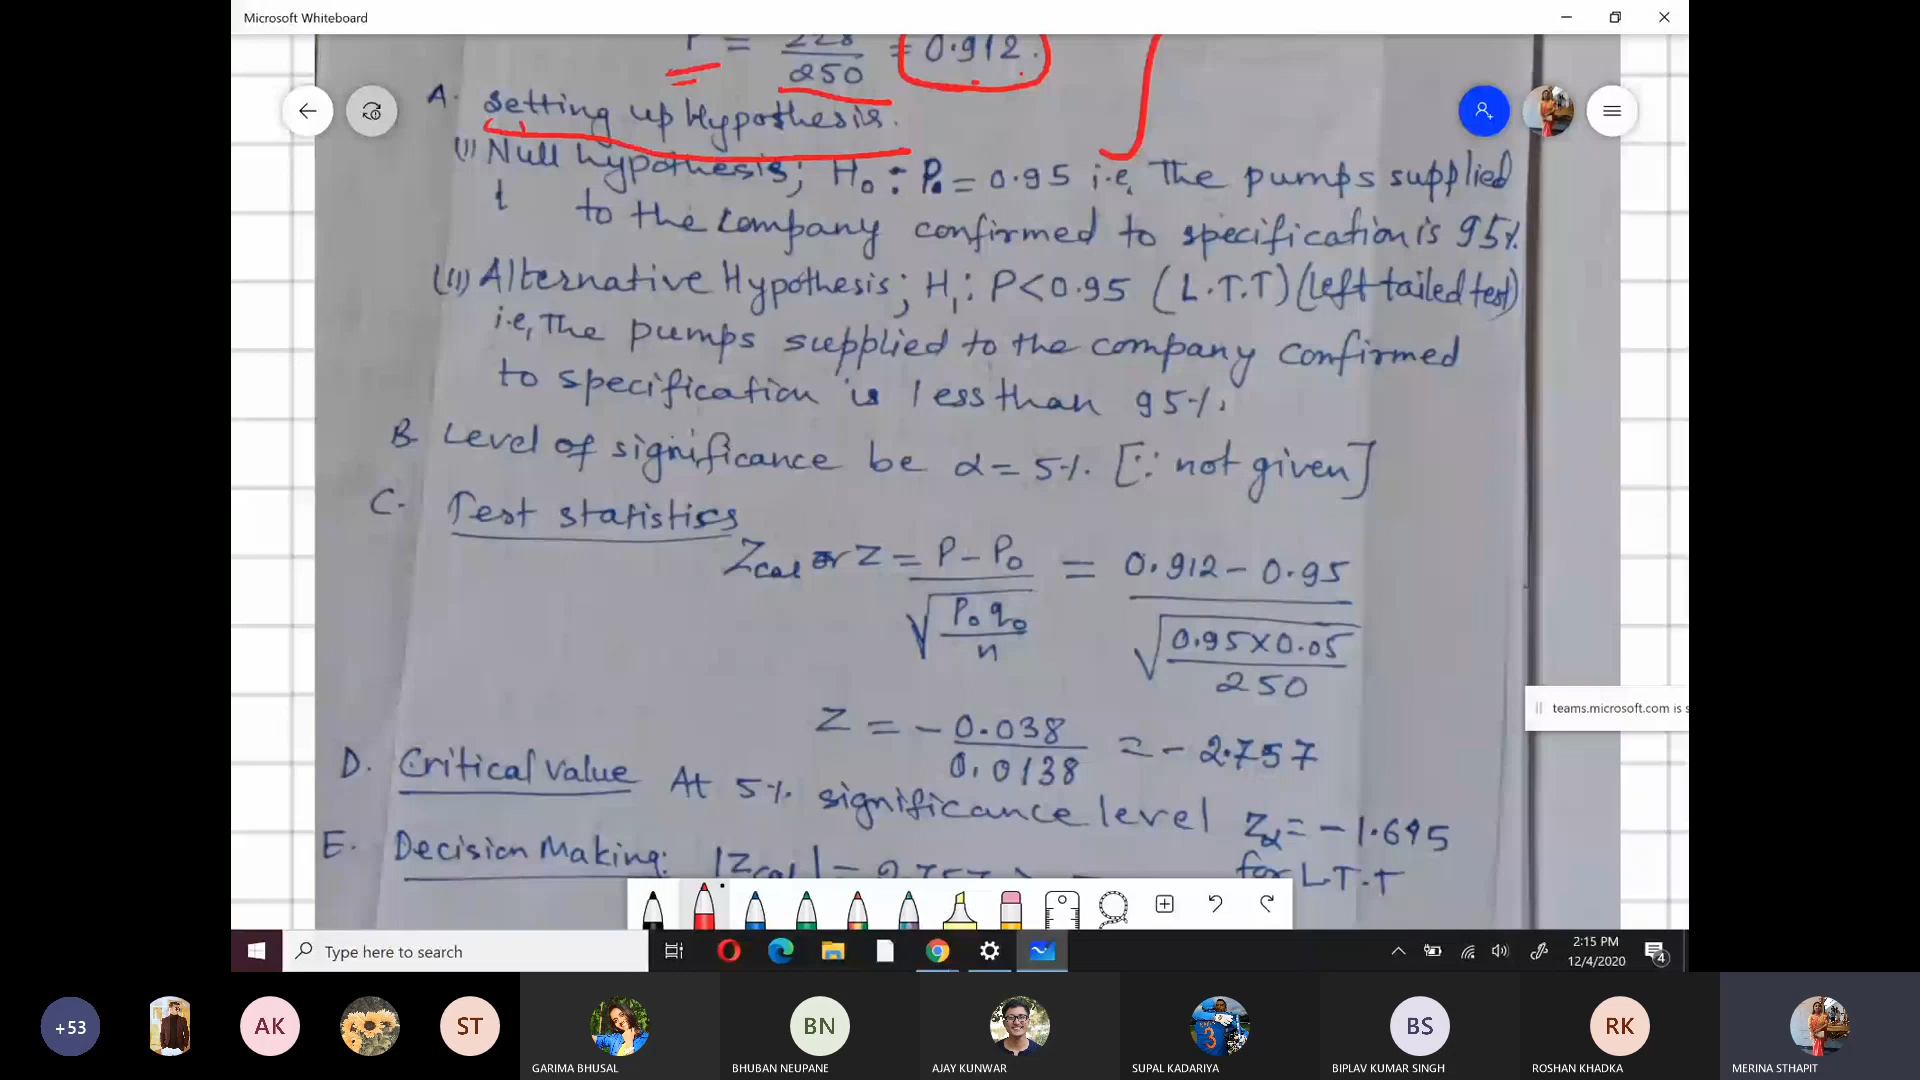 Microsoft Whiteboard
P = 228/250 = 0.912.
A. Setting up Hypothesis.
(i) Null hypothesis; H₀ : P₀ = 0.95 i.e, The pumps supplied
to the company confirmed to specification is 95%.
(ii) Alternative Hypothesis; H₁ : P < 0.95 (L.T.T) (left tailed test)
i.e, The pumps supplied to the company confirmed
to specification is less than 95%.
B. Level of significance be α = 5%. [∵ not given]
C. Test statistics
Zcal or Z = P - P₀ / √(P₀ q₀ / n) = 0.912 - 0.95 / √(0.95 × 0.05 / 250)
Z = - 0.038 / 0.0138 = - 2.757
D. Critical value At 5% significance level Zα = - 1.645
for L.T.T
E. Decision Making: |Zcal| =
teams.microsoft.com is s
Type here to search
2:15 PM
12/4/2020
4
+53
AK
ST
BN
3
BS
RK
GARIMA BHUSAL
BHUBAN NEUPANE
AJAY KUNWAR
SUPAL KADARIYA
BIPLAV KUMAR SINGH
ROSHAN KHADKA
MERINA STHAPIT